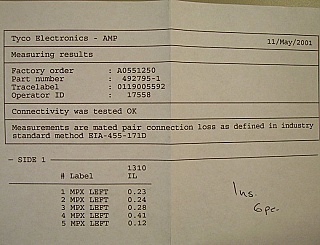 Tyco Electronics - AMP 11/May/2001
Measuring results
Factory order : A0551250
Part number : 492795-1
Tracelabel : 0119005592
Operator ID : 17558
Connectivity was tested OK
Measurements are mated pair connection loss as defined in industry
standard method EIA-455-171D
- SIDE 1
1310
# Label IL
1 MPX LEFT 0.23
2 MPX LEFT 0.24
3 MPX LEFT 0.28
4 MPX LEFT 0.41
5 MPX LEFT 0.12
Ins.
6pc.